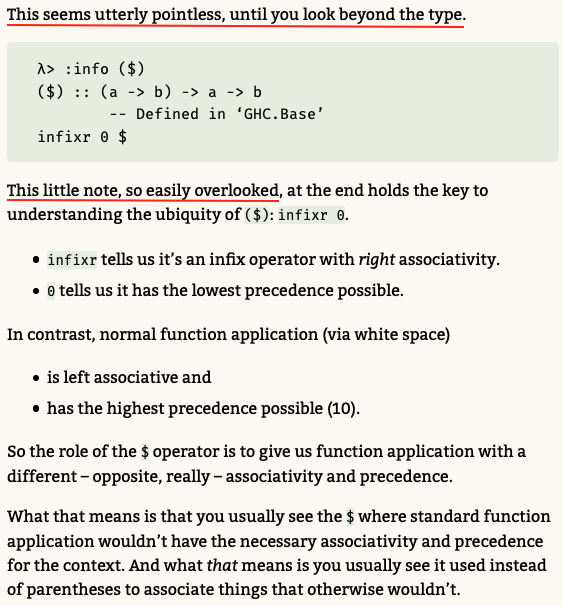 This seems utterly pointless, until you look beyond the type.
λ> :info ($)
($) :: (a -> b) -> a -> b
-- Defined in ‘GHC.Base’
infixr 0 $
This little note, so easily overlooked, at the end holds the key to
understanding the ubiquity of ($): infixr 0.
• infixr tells us it’s an infix operator with right associativity.
• 0 tells us it has the lowest precedence possible.
In contrast, normal function application (via white space)
• is left associative and
• has the highest precedence possible (10).
So the role of the $ operator is to give us function application with a
different – opposite, really – associativity and precedence.
What that means is that you usually see the $ where standard function
application wouldn’t have the necessary associativity and precedence
for the context. And what that means is you usually see it used instead
of parentheses to associate things that otherwise wouldn’t.